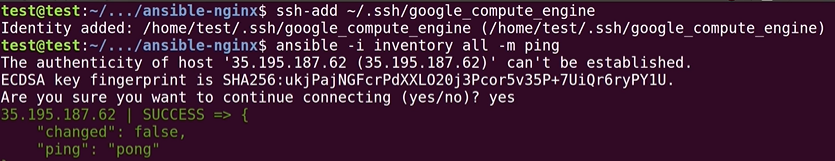 test@test:~/.../ansible-nginx$ ssh-add ~/.ssh/google_compute_engine
Identity added: /home/test/.ssh/google_compute_engine (/home/test/.ssh/google_compute_engine)
test@test:~/.../ansible-nginx$ ansible -i inventory all -m ping
The authenticity of host '35.195.187.62 (35.195.187.62)' can't be established.
ECDSA key fingerprint is SHA256:ukjPajNGFcrPdXXLO20j3Pcor5v35P+7UiQr6ryPY1U.
Are you sure you want to continue connecting (yes/no)? yes
35.195.187.62 | SUCCESS => {
    "changed": false,
    "ping": "pong"